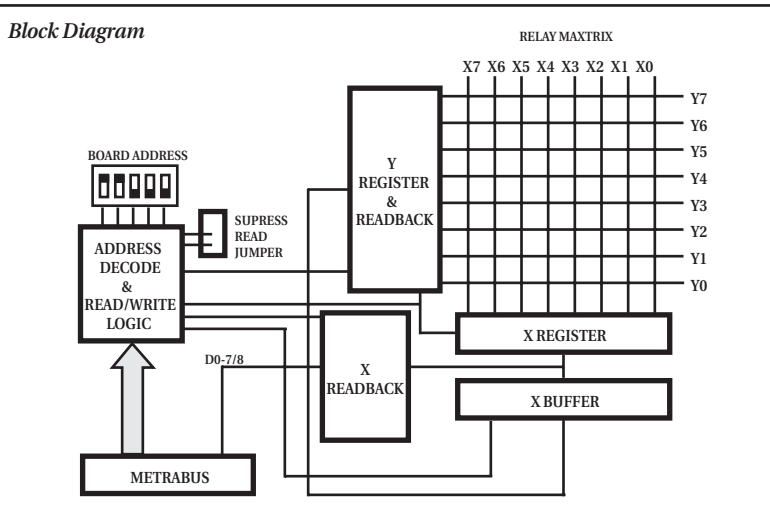 Block Diagram
RELAY MAXTRIX
X7 X6 X5 X4 X3 X2 X1 X0
Y7
Y6
Y5
Y4
Y3
Y2
Y1
Y0
Y
REGISTER
&
READBACK
BOARD ADDRESS
SUPRESS
READ
JUMPER
ADDRESS
DECODE
&
READ/WRITE
LOGIC
X REGISTER
D0-7/8
X
READBACK
X BUFFER
METRABUS